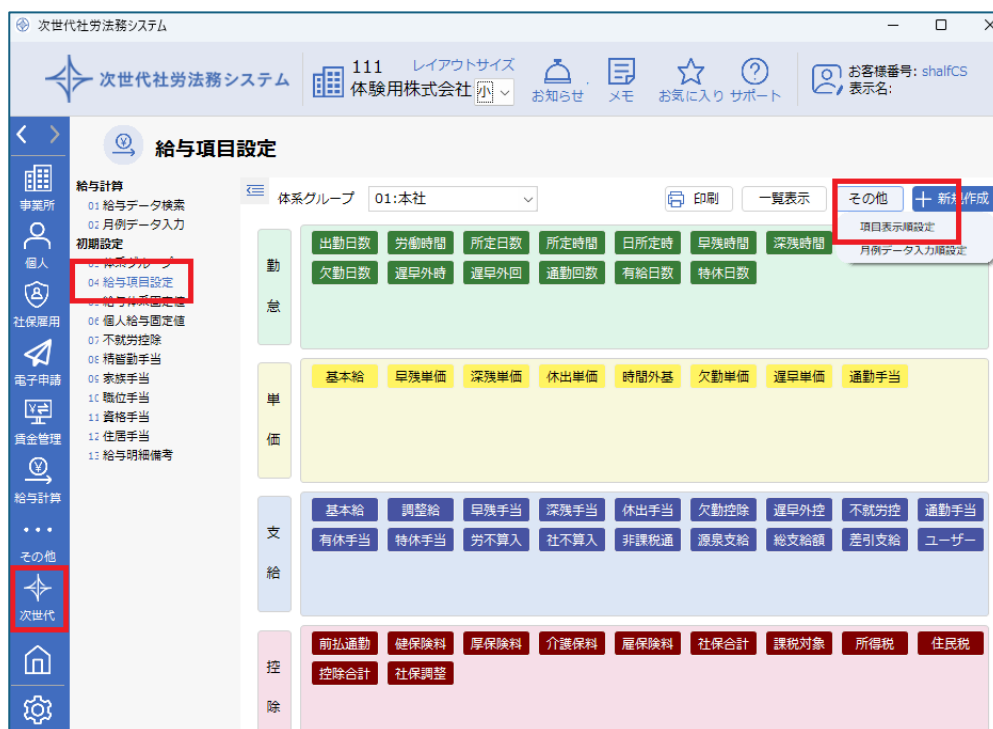 次世代社労法務システム
次世代社労法務システム
111 レイアウトサイズ
体験用株式会社 小
お知らせ メモ お気に入り サポート
お客様番号: shalfCS
表示名:
給与項目設定
事業所
個人
社保雇用
電子申請
賃金管理
給与計算
その他
次世代
給与計算
01 給与データ検索
02 月例データ入力
初期設定
03 体系グループ
04 給与項目設定
05 給与体系固定値
06 個人給与固定値
07 不就労控除
08 精皆勤手当
09 家族手当
10 職位手当
11 資格手当
12 住居手当
13 給与明細備考
体系グループ 01:本社 印刷 一覧表示 その他 新規作成
項目表示順設定
月例データ入力順設定
勤怠
出勤日数 労働時間 所定日数 所定時間 日所定時 早残時間 深残時間
欠勤日数 遅早外時 遅早外回 通勤回数 有給日数 特休日数
単価
基本給 早残単価 深残単価 休出単価 時間外基 欠勤単価 遅早単価 通勤手当
支給
基本給 調整給 早残手当 深残手当 休出手当 欠勤控除 遅早外控 不就労控 通勤手当
有休手当 特休手当 労不算入 社不算入 非課税通 源泉支給 総支給額 差引支給 ユーザー
控除
前払通勤 健保険料 厚保険料 介護保料 雇保険料 社保合計 課税対象 所得税 住民税
控除合計 社保調整